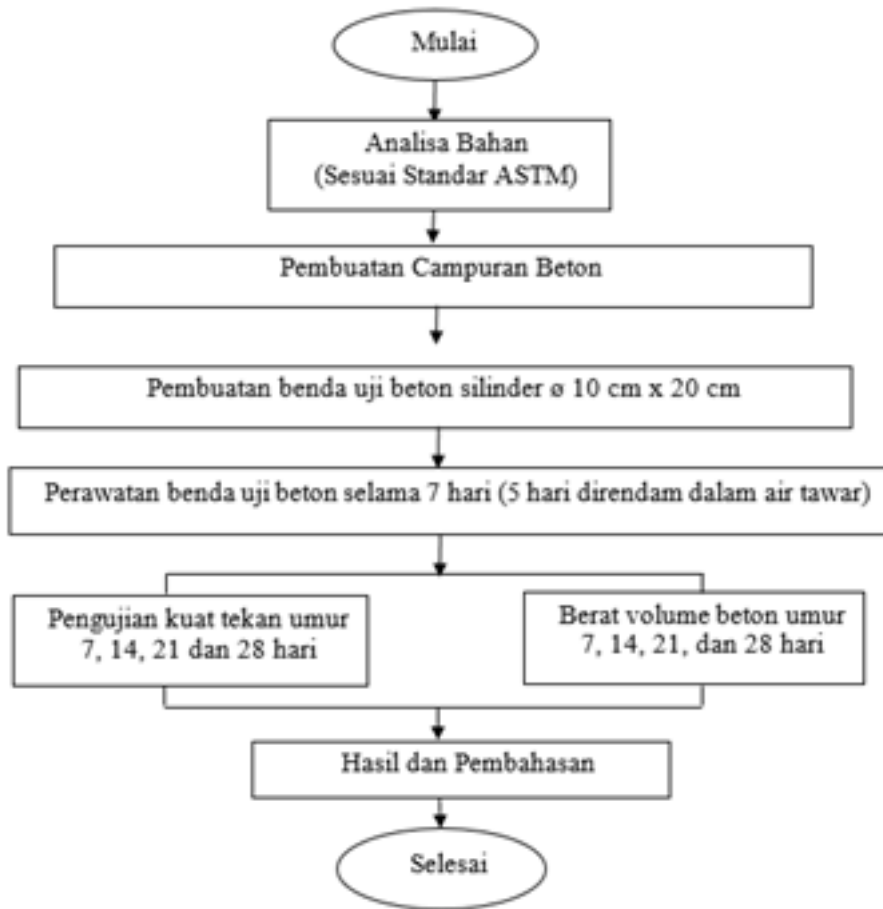 Mulai
Analisa Bahan
(Sesuai Standar ASTM)
Pembuatan Campuran Beton
Pembuatan benda uji beton silinder ø 10 cm x 20 cm
Perawatan benda uji beton selama 7 hari (5 hari direndam dalam air tawar)
Pengujian kuat tekan umur
7, 14, 21 dan 28 hari
Berat volume beton umur
7, 14, 21, dan 28 hari
Hasil dan Pembahasan
Selesai